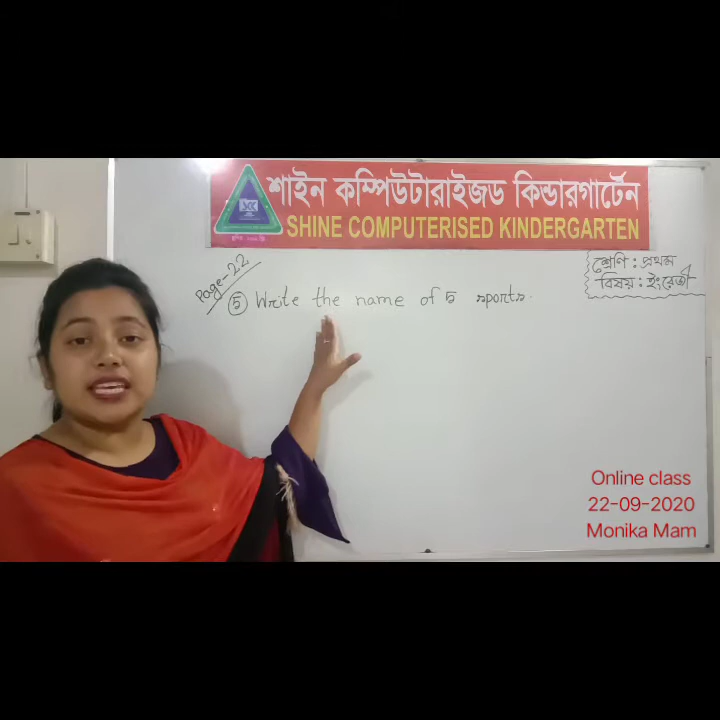 শাইন কম্পিউটারাইজড কিন্ডারগার্টেন
SHINE COMPUTERISED KINDERGARTEN
শ্রেণি : প্রথম
বিষয় : ইংরেজী
Page-22
⑤ Write the name of 5 sports.
Online class
22-09-2020
Monika Mam